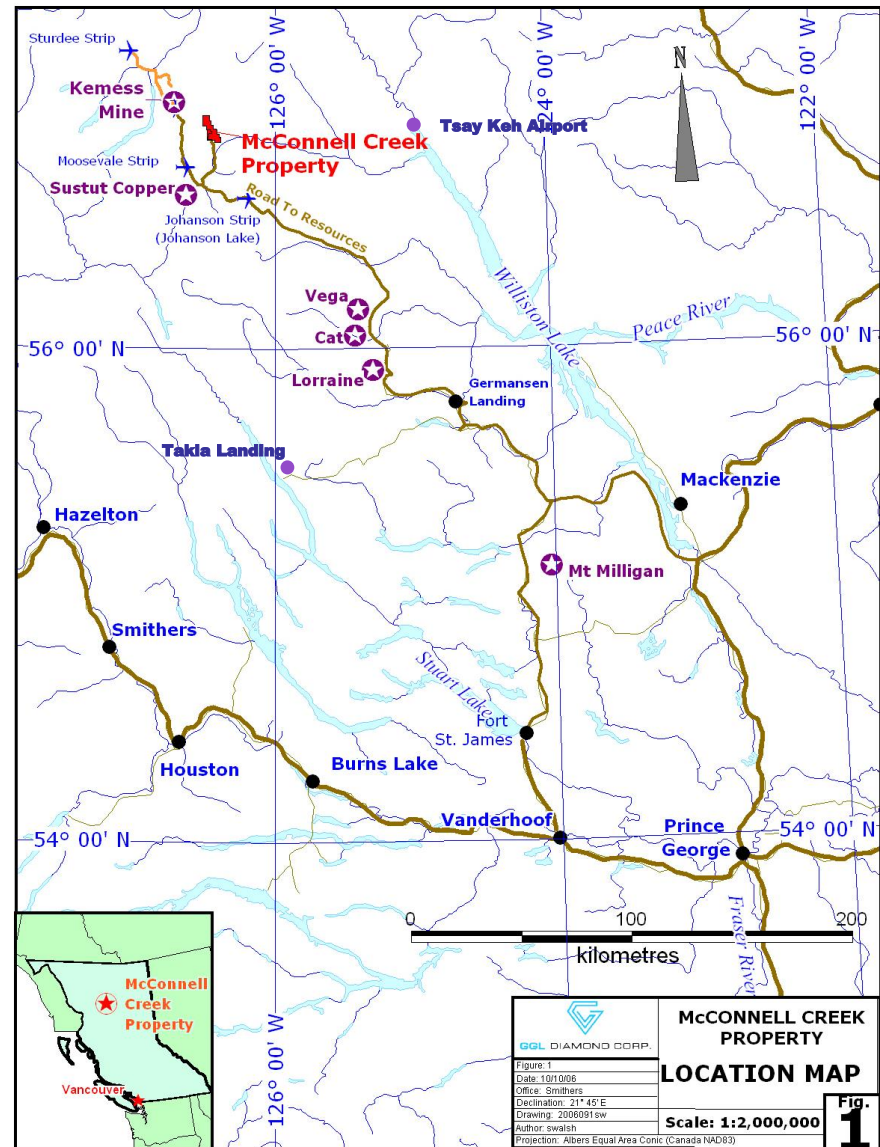 Sturdee Strip
Kemess
Mine
126° 00' W
N
124° 00' W
122° 00' W
Tsay Keh Airport
McConnell Creek
Property
Moosevale Strip
Sustut Copper
Road To Resources
Johanson Strip
(Johanson Lake)
Williston Lake
Peace River
Vega
Cat
56° 00' N
56° 00' N
Lorraine
Germansen
Landing
Takla Landing
Mackenzie
Hazelton
Mt Milligan
Smithers
Stuart Lake
Fort
St. James
Houston
Burns Lake
Vanderhoof
Prince
George
54° 00' N
54° 00' N
Fraser River
0 100 200
kilometres
126° 00' W
McConnell
Creek
Property
Vancouver
GGL DIAMOND CORP.
Figure: 1
Date: 10/10/06
Office: Smithers
Declination: 21° 45' E
Drawing: 2006091sw
Author: swalsh
Projection: Albers Equal Area Conic (Canada NAD83)
McCONNELL CREEK
PROPERTY
LOCATION MAP
Scale: 1:2,000,000
Fig.
1